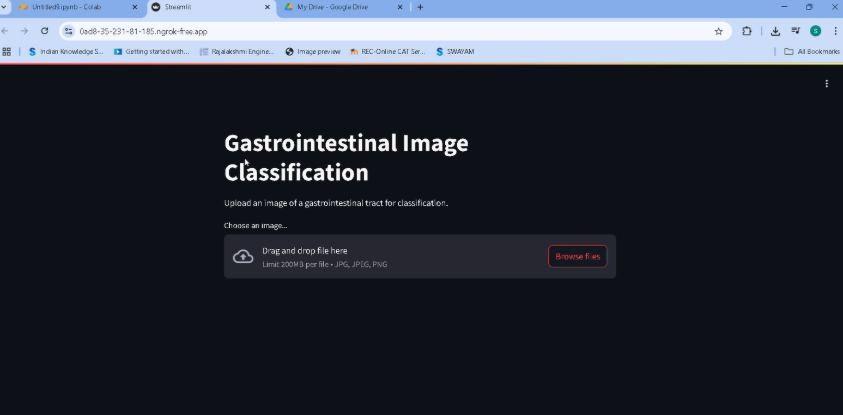 Untitled5.ipynb - Colab
Streamlit
My Drive - Google Drive
0ad8-35-231-81-185.ngrok-free.app
S
Indian Knowledge S...
Getting started with...
Rajalakshmi Engine...
Image preview
REC-Online CAT Ser...
SWAYAM
All Bookmarks
Gastrointestinal Image
Classification
Upload an image of a gastrointestinal tract for classification.
Choose an image...
Drag and drop file here
Limit 200MB per file • JPG, JPEG, PNG
Browse files